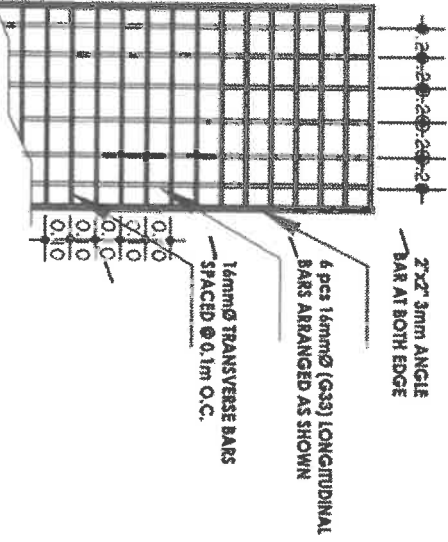 2"x2" 3mm ANGLE
BAR AT BOTH EDGE
6 pcs 16mmØ (G33) LONGITUDINAL
BARS ARRANGED AS SHOWN
16mmØ TRANSVERSE BARS
SPACED @ 0.1m O.C.